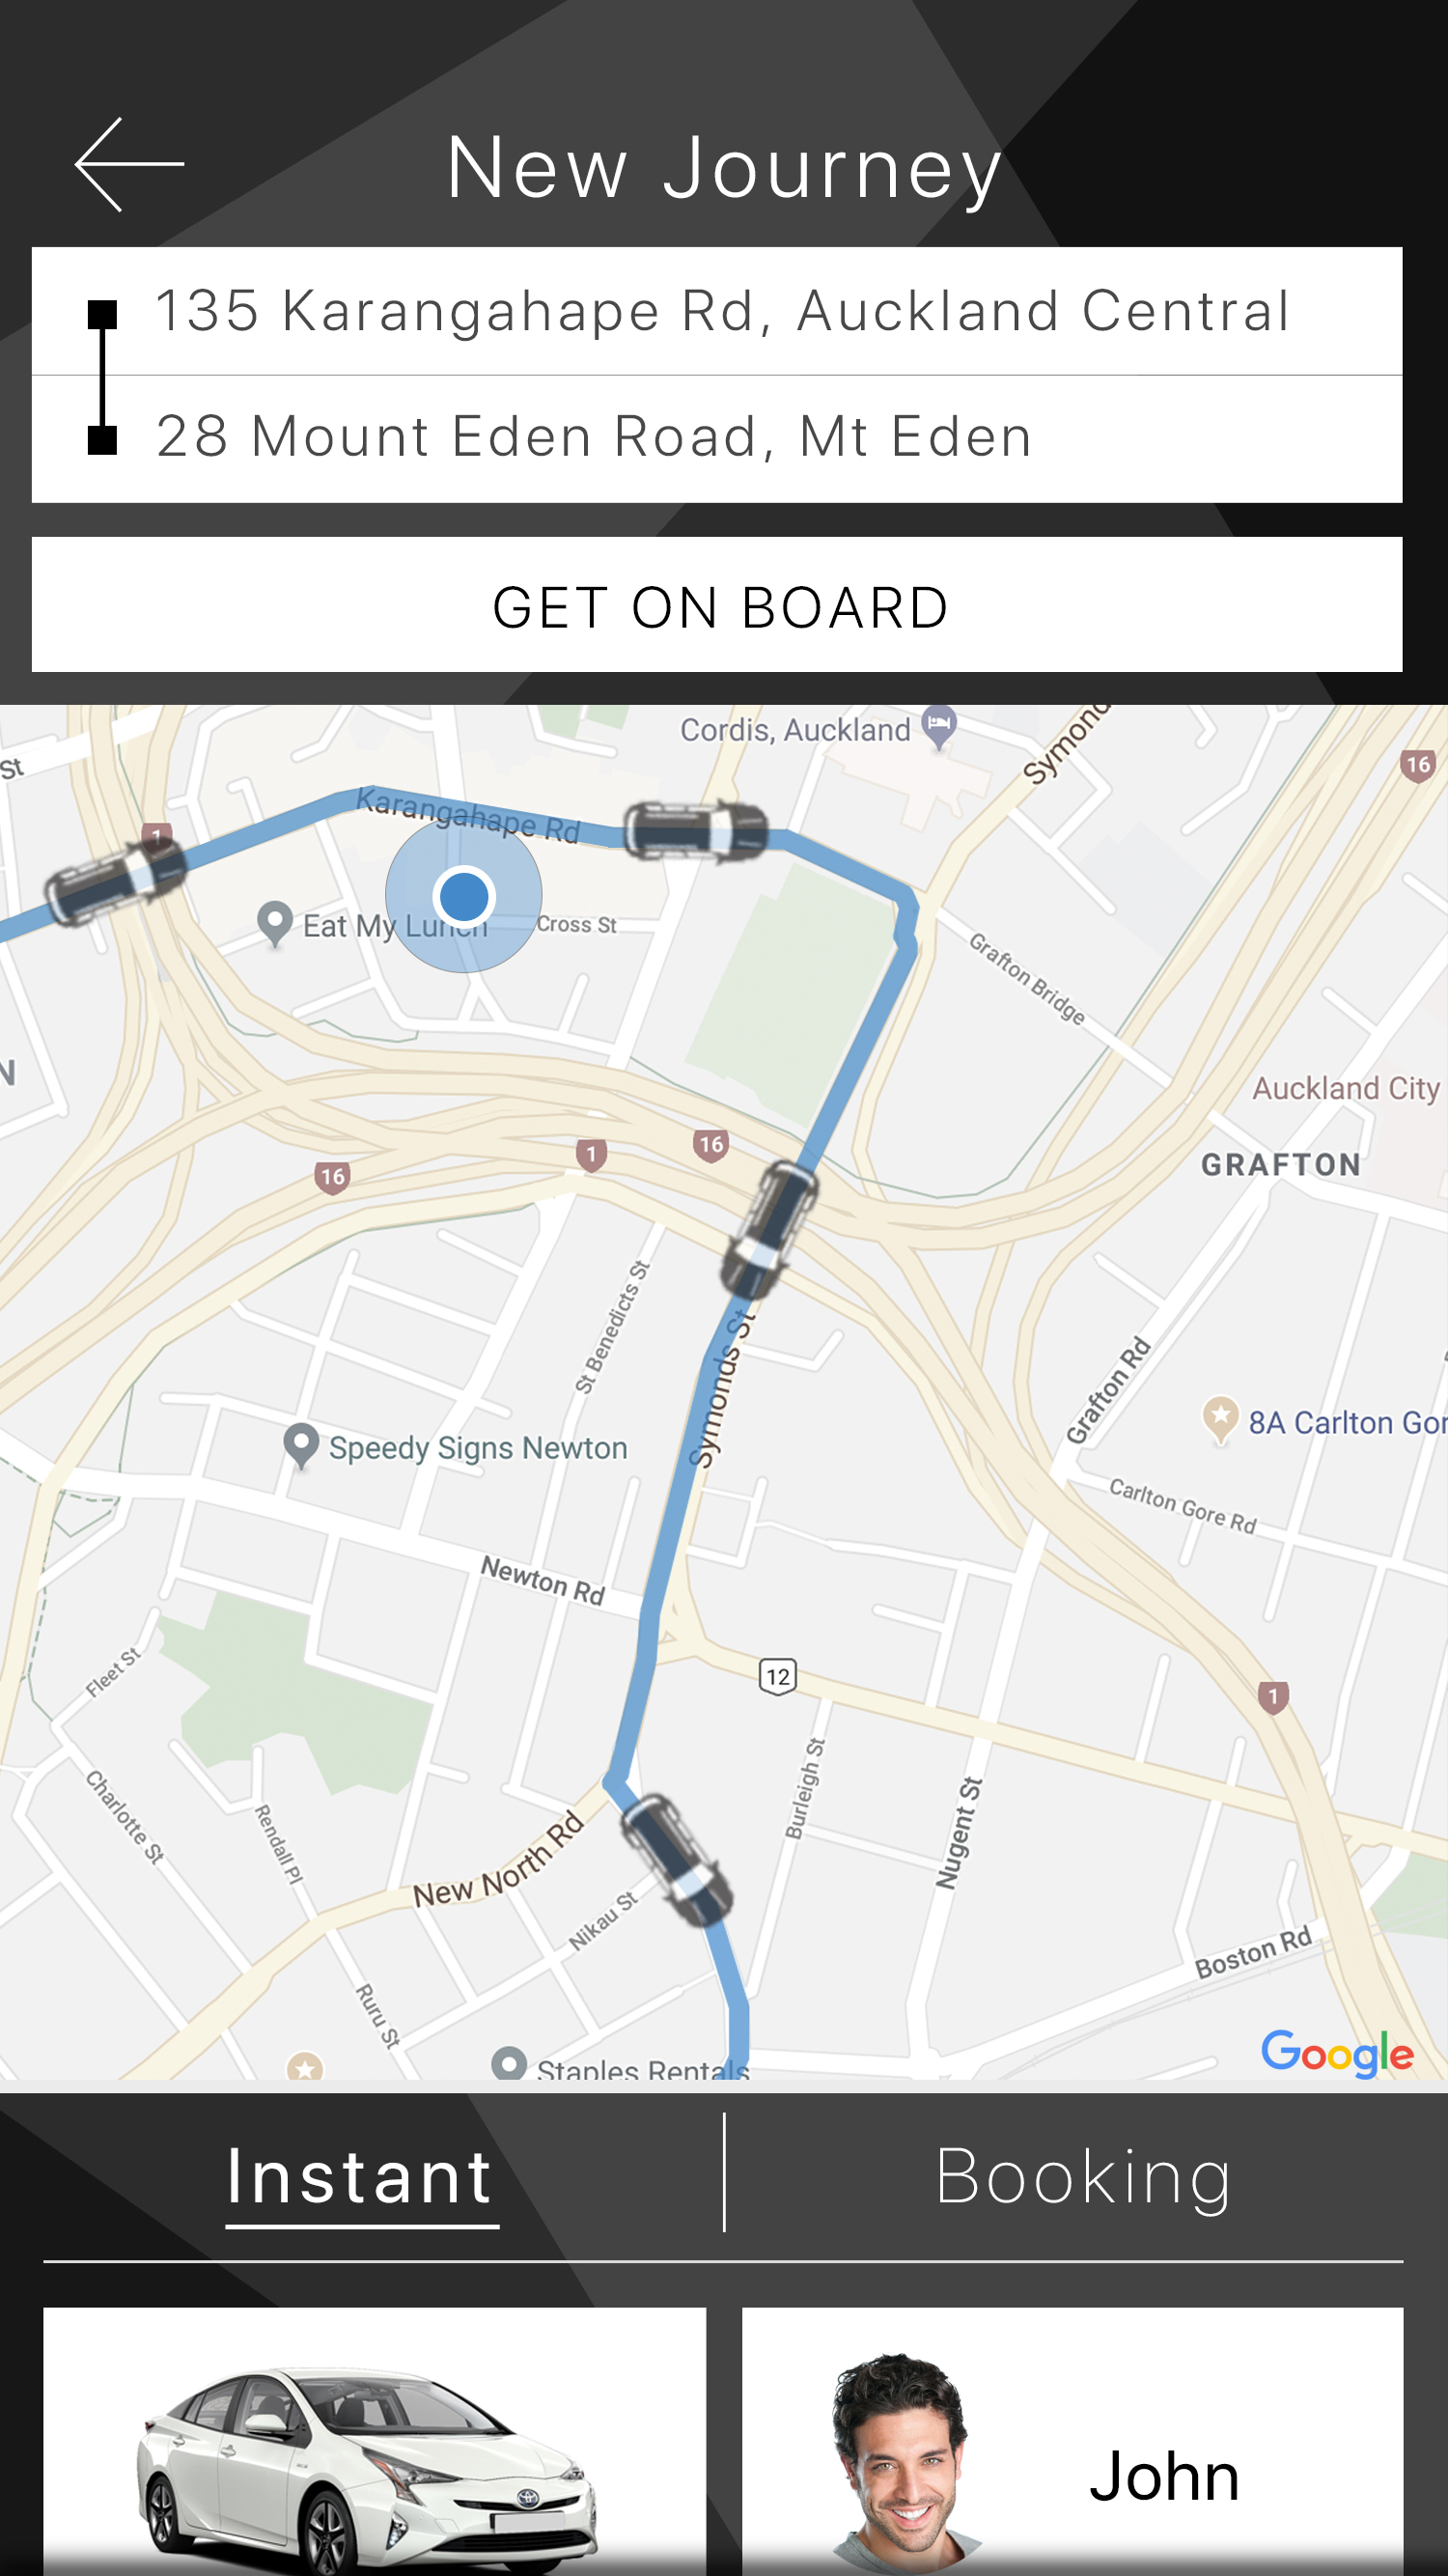 New Journey
135 Karangahape Rd, Auckland Central
28 Mount Eden Road, Mt Eden
GET ON BOARD
Cordis, Auckland
St
16
1
Karangahape Rd
Eat My Lunch
Cross St
Grafton Bridge
N
Auckland City
16
1
16
GRAFTON
St Benedicts St
Symonds St
Grafton Rd
8A Carlton Gor
Speedy Signs Newton
Carlton Gore Rd
Newton Rd
Fleet St
12
1
Burleigh St
Nugent St
Charlotte St
Rendall Pl
New North Rd
Nikau St
Boston Rd
Ruru St
Google
Staples Rentals
Instant
Booking
John